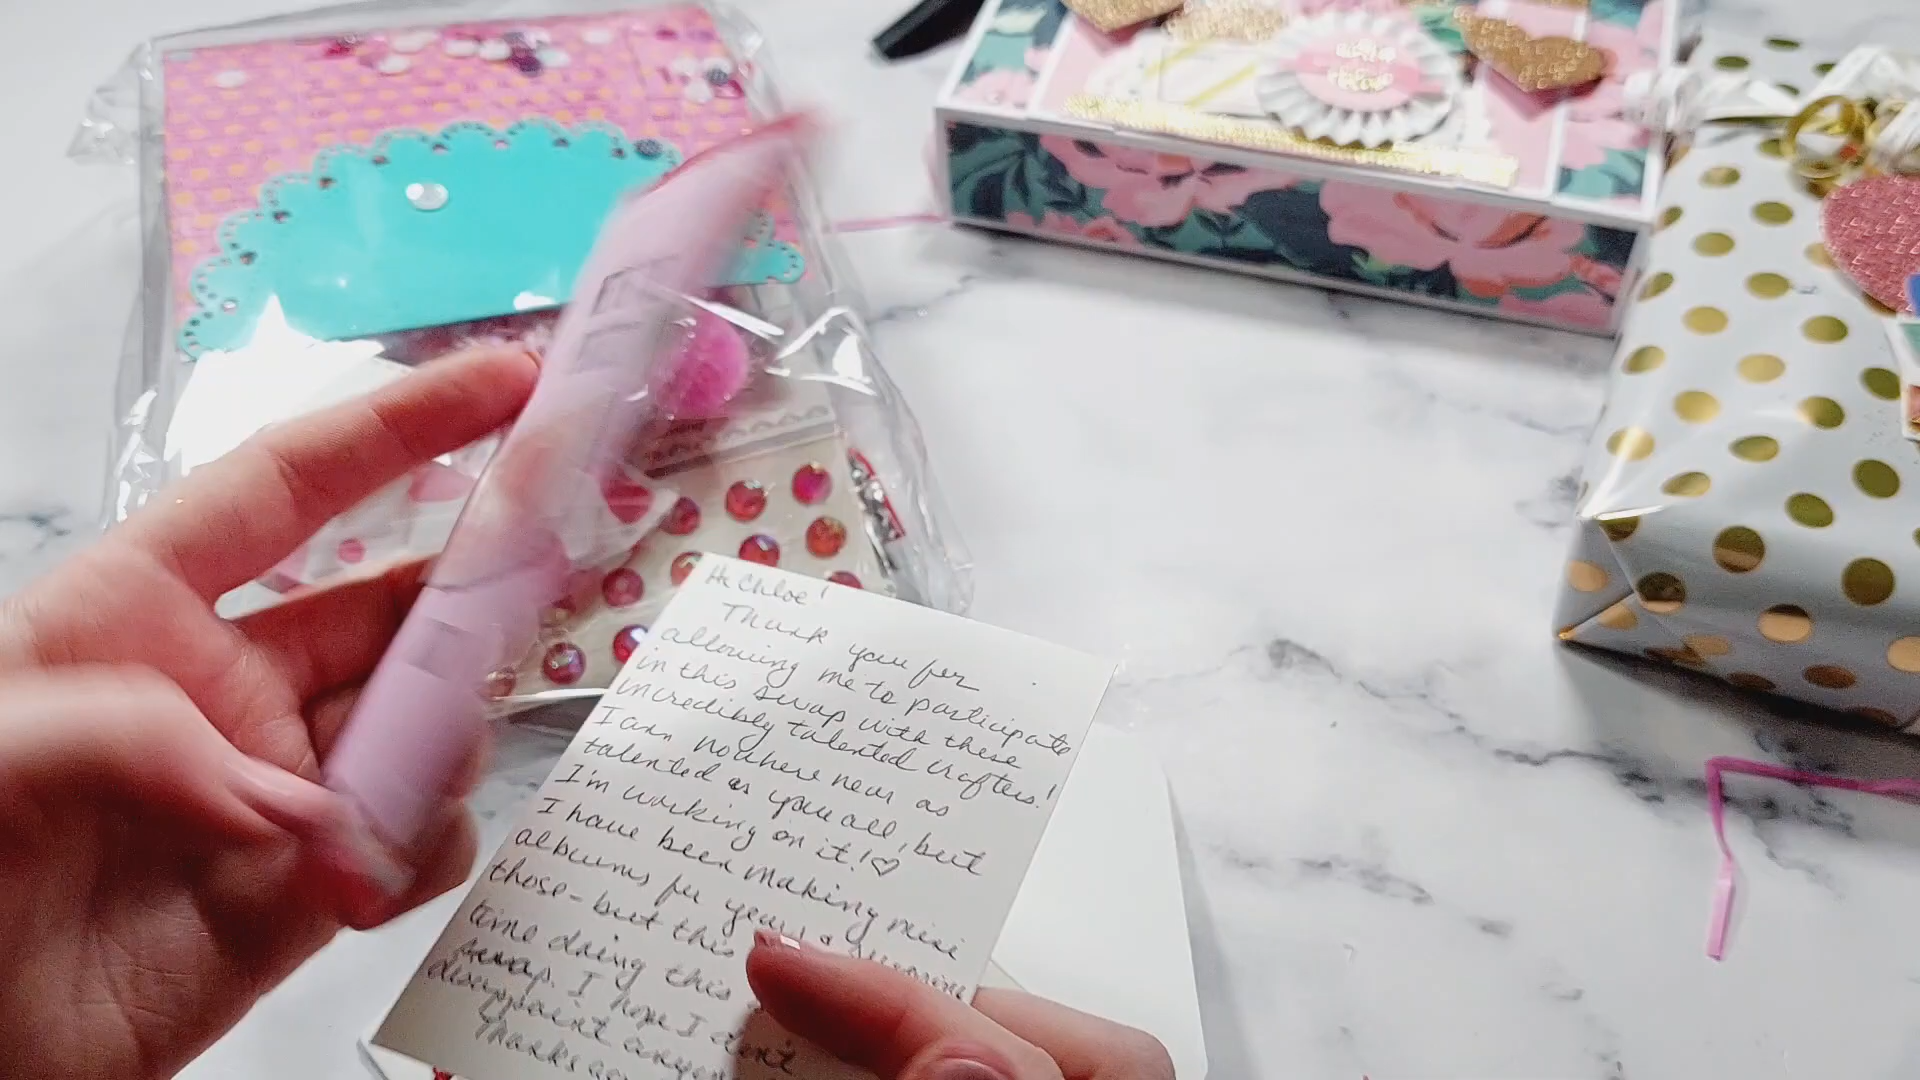 Hi Chloe!
Thank you for
allowing me to participate
in this swap with these
incredibly talented crafters!
I am nowhere near as
talented as you all, but
I'm working on it!♡
I have been making mini
albums for years &
those - but this
time doing this
swap. I hope I don't
disappoint
Thanks